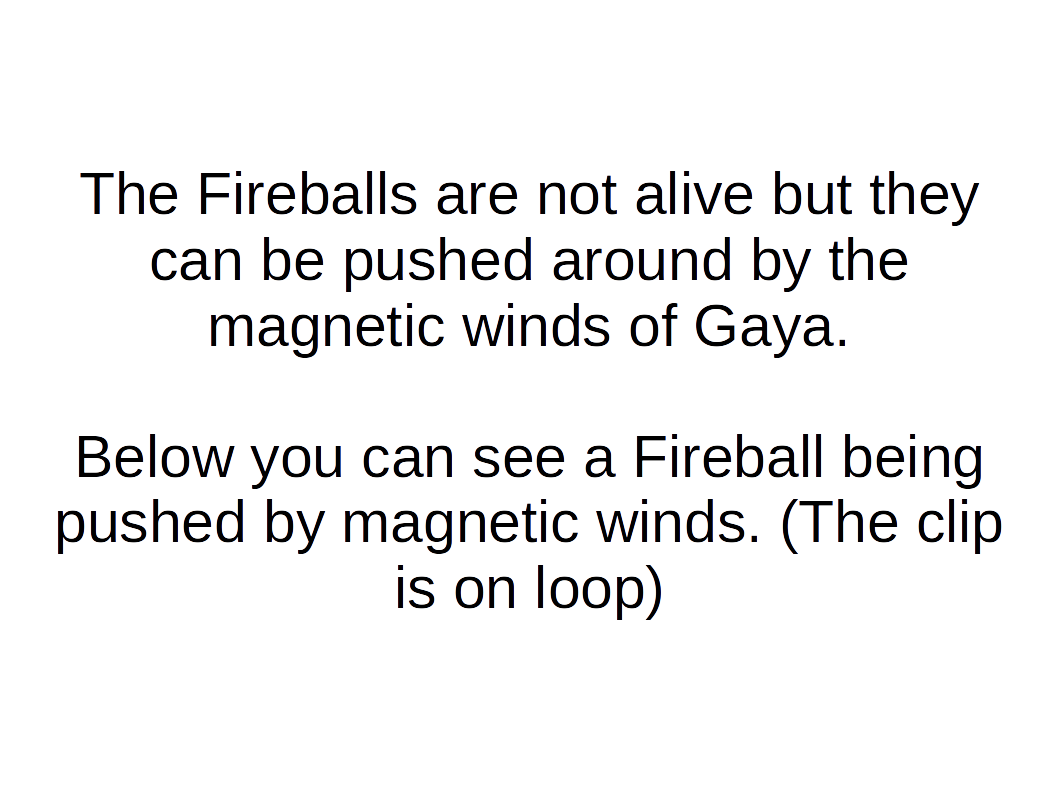 The Fireballs are not alive but they
can be pushed around by the
magnetic winds of Gaya.
Below you can see a Fireball being
pushed by magnetic winds. (The clip
is on loop)